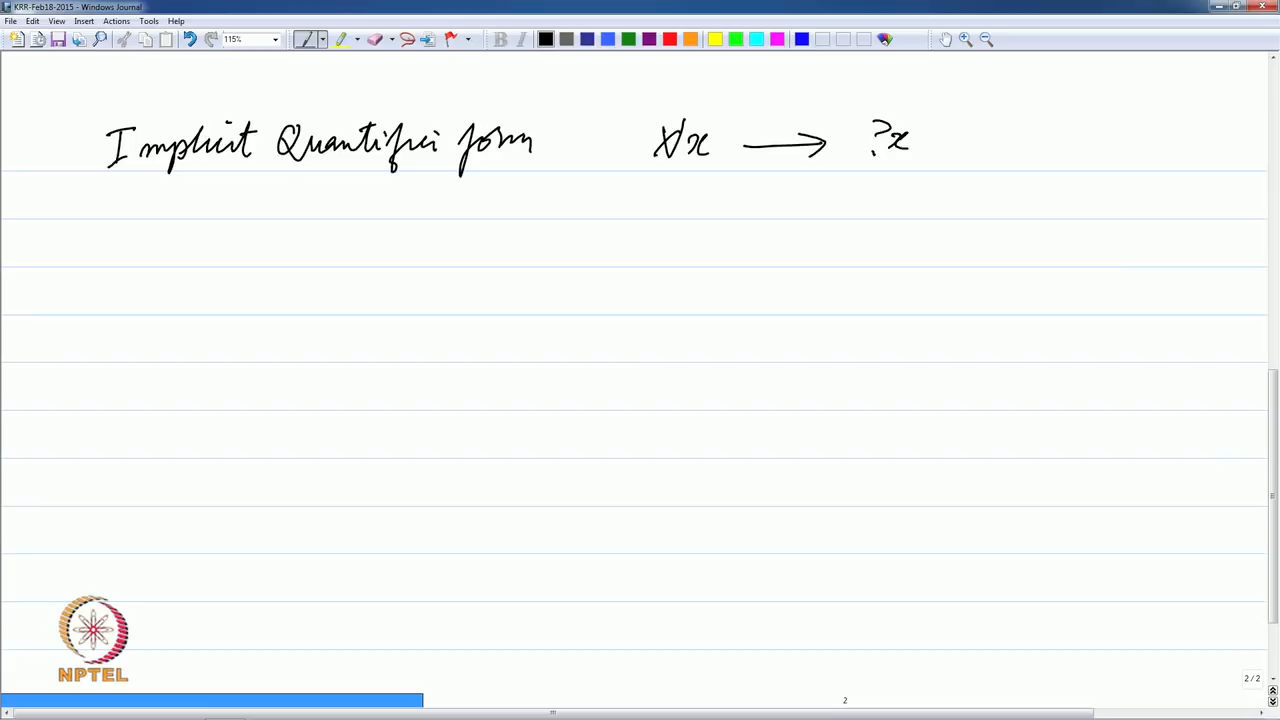 KRR-Feb18-2015 - Windows Journal
File Edit View Insert Actions Tools Help
115%
B I
Implicit Quantifier form ∀x ⟶ ?x
NPTEL
2 / 2
2